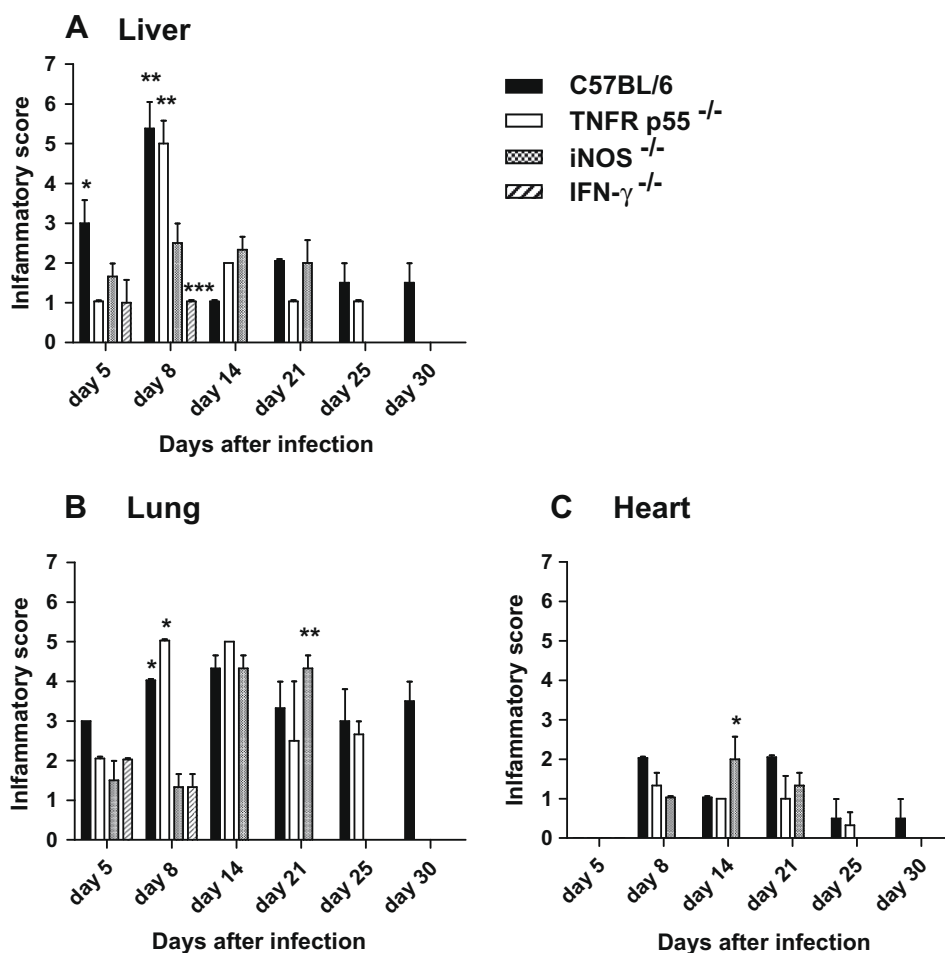 A Liver
Inlfammatory score
7
6
5
4
3
2
1
0
*
**
**
***
day 5
day 8
day 14
day 21
day 25
day 30
Days after infection
C57BL/6
TNFR p55 -/-
iNOS -/-
IFN-γ -/-
B Lung
Inlfammatory score
7
6
5
4
3
2
1
0
*
*
**
day 5
day 8
day 14
day 21
day 25
day 30
Days after infection
C Heart
Inlfammatory score
7
6
5
4
3
2
1
0
*
day 5
day 8
day 14
day 21
day 25
day 30
Days after infection